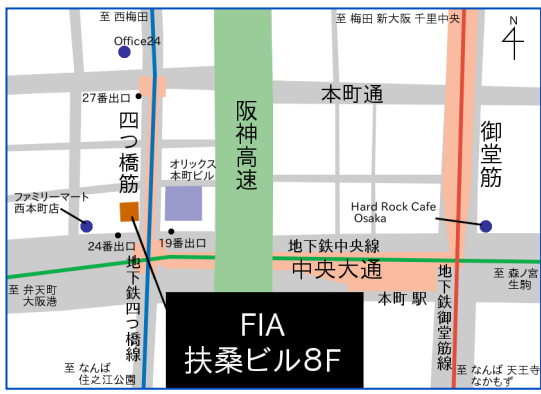 至 西梅田
至 梅田 新大阪 千里中央
N
Office24
27番出口
本町通
四つ橋筋
阪神高速
御堂筋
オリックス
本町ビル
ファミリーマート
西本町店
Hard Rock Cafe
Osaka
24番出口
19番出口
地下鉄中央線
中央大通
地下鉄四つ橋線
地下鉄御堂筋線
至 森ノ宮
生駒
至 弁天町
大阪港
本町 駅
FIA
扶桑ビル8F
至 なんば
住之江公園
至 なんば 天王寺
なかもず